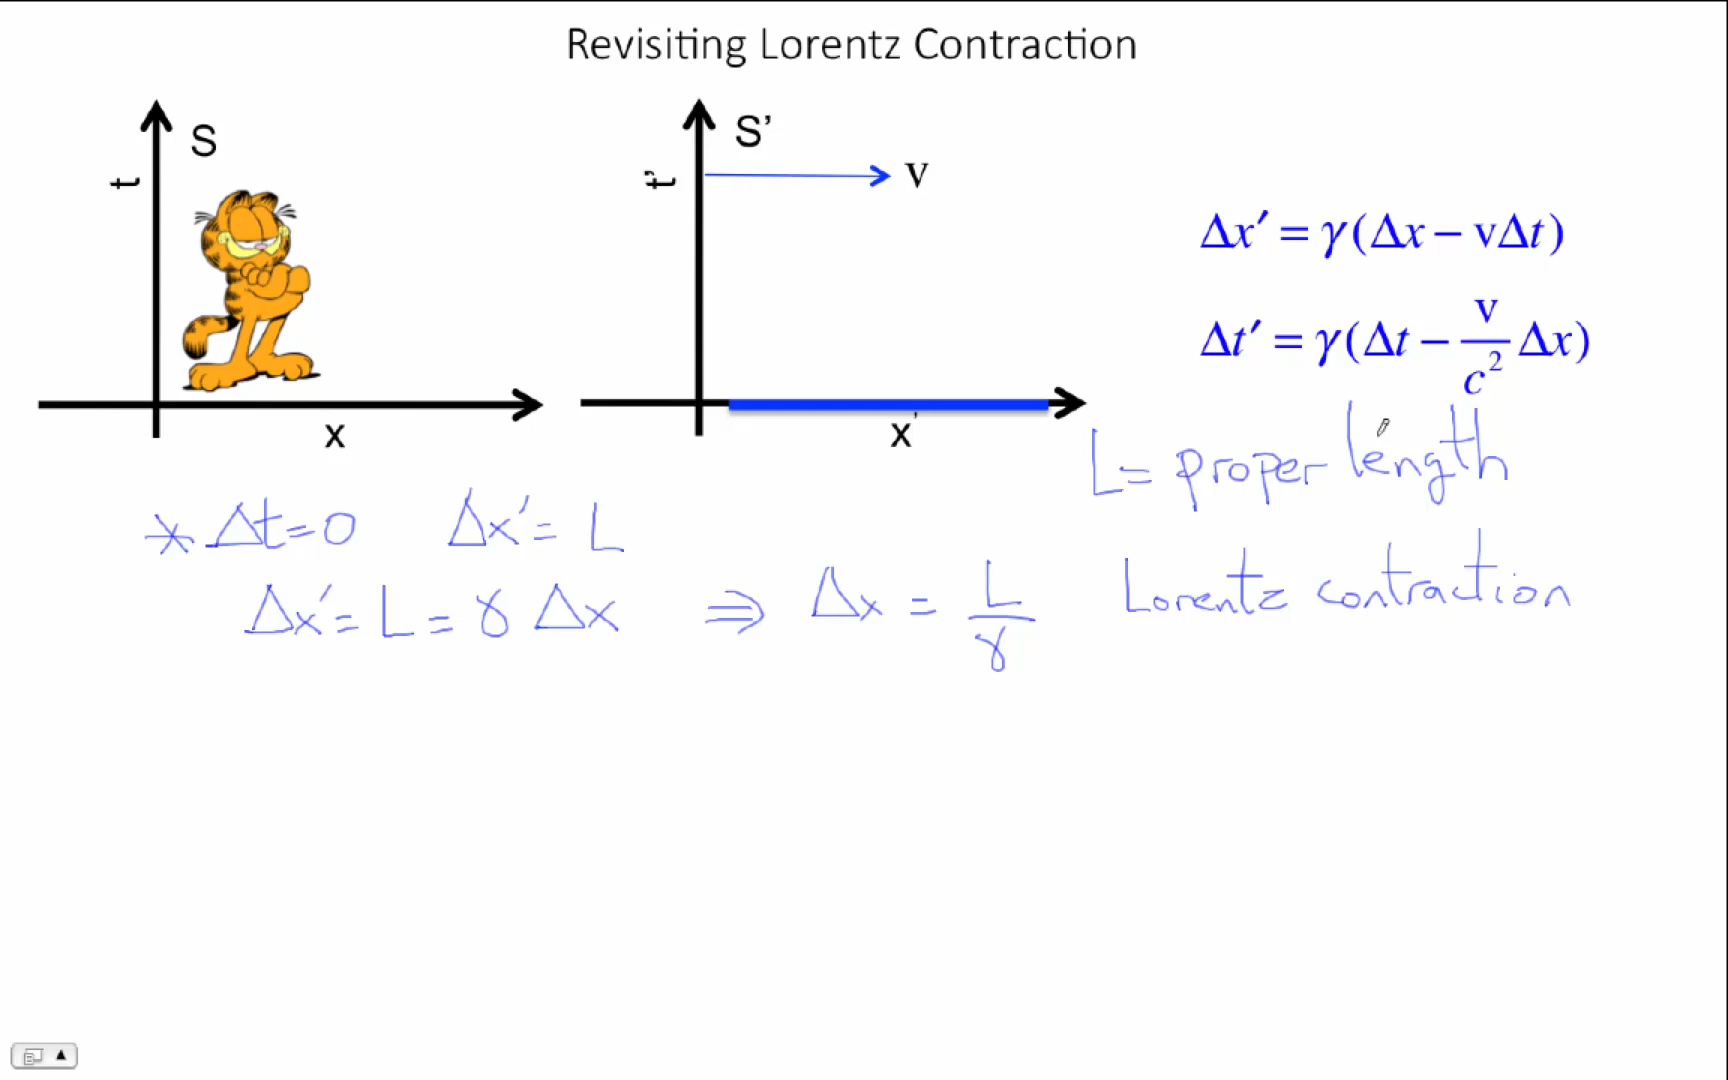 Revisiting Lorentz Contraction
S
t
x
S’
t’
v
x’
Δx′ = γ(Δx − vΔt)
Δt′ = γ(Δt − v/c² Δx)
L = proper length
* Δt=0 Δx′= L
Δx′= L = γ Δx ⇒ Δx = L/γ Lorentz contraction